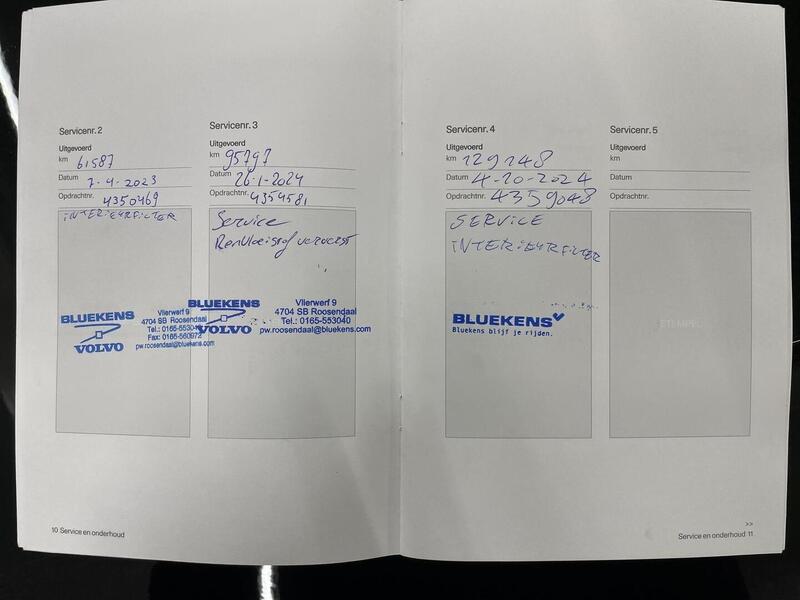 Servicenr. 2
Uitgevoerd
km 61587
Datum 7-4-2023
Opdrachtnr. 4350469
INTERIEURFILTER
BLUEKENS
VOLVO
Vlierwerf 9
4704 SB Roosendaal
Tel.: 0165-553040
Fax: 0165-560972
pw.roosendaal@bluekens.com
Servicenr. 3
Uitgevoerd
km 95797
Datum 26-1-2024
Opdrachtnr. 4354581
Service
Remvloeistof ververst
BLUEKENS
VOLVO
Vlierwerf 9
4704 SB Roosendaal
Tel.: 0165-553040
pw.roosendaal@bluekens.com
10 Service en onderhoud
Servicenr. 4
Uitgevoerd
km 129148
Datum 4-10-2024
Opdrachtnr. 4359048
SERVICE
INTERIEURFILTER
BLUEKENS
Bluekens blijf je rijden.
Servicenr. 5
Uitgevoerd
km
Datum
Opdrachtnr.
STEMPEL
>>
Service en onderhoud 11